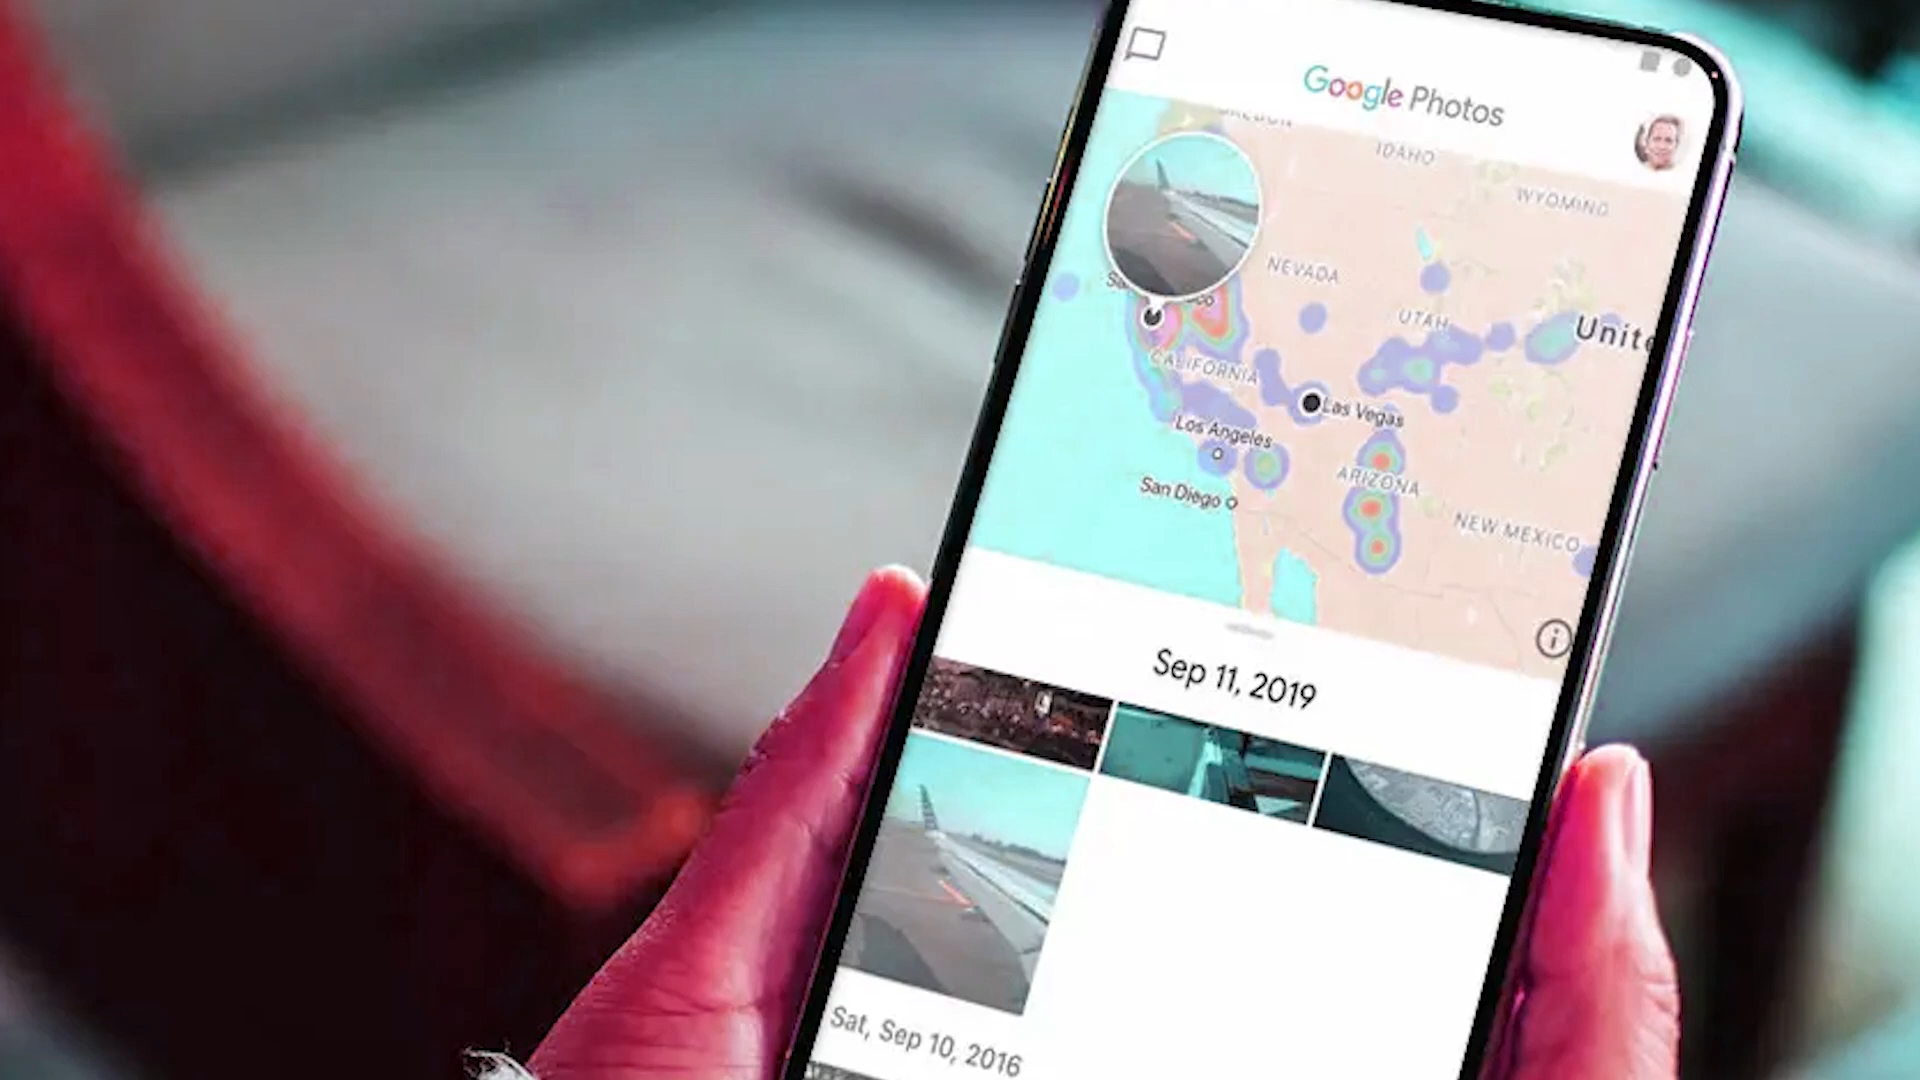 Google Photos
OREGON
IDAHO
WYOMING
NEVADA
UTAH
Unite
CALIFORNIA
Las Vegas
Los Angeles
ARIZONA
San Diego
NEW MEXICO
Sep 11, 2019
Sat, Sep 10, 2016